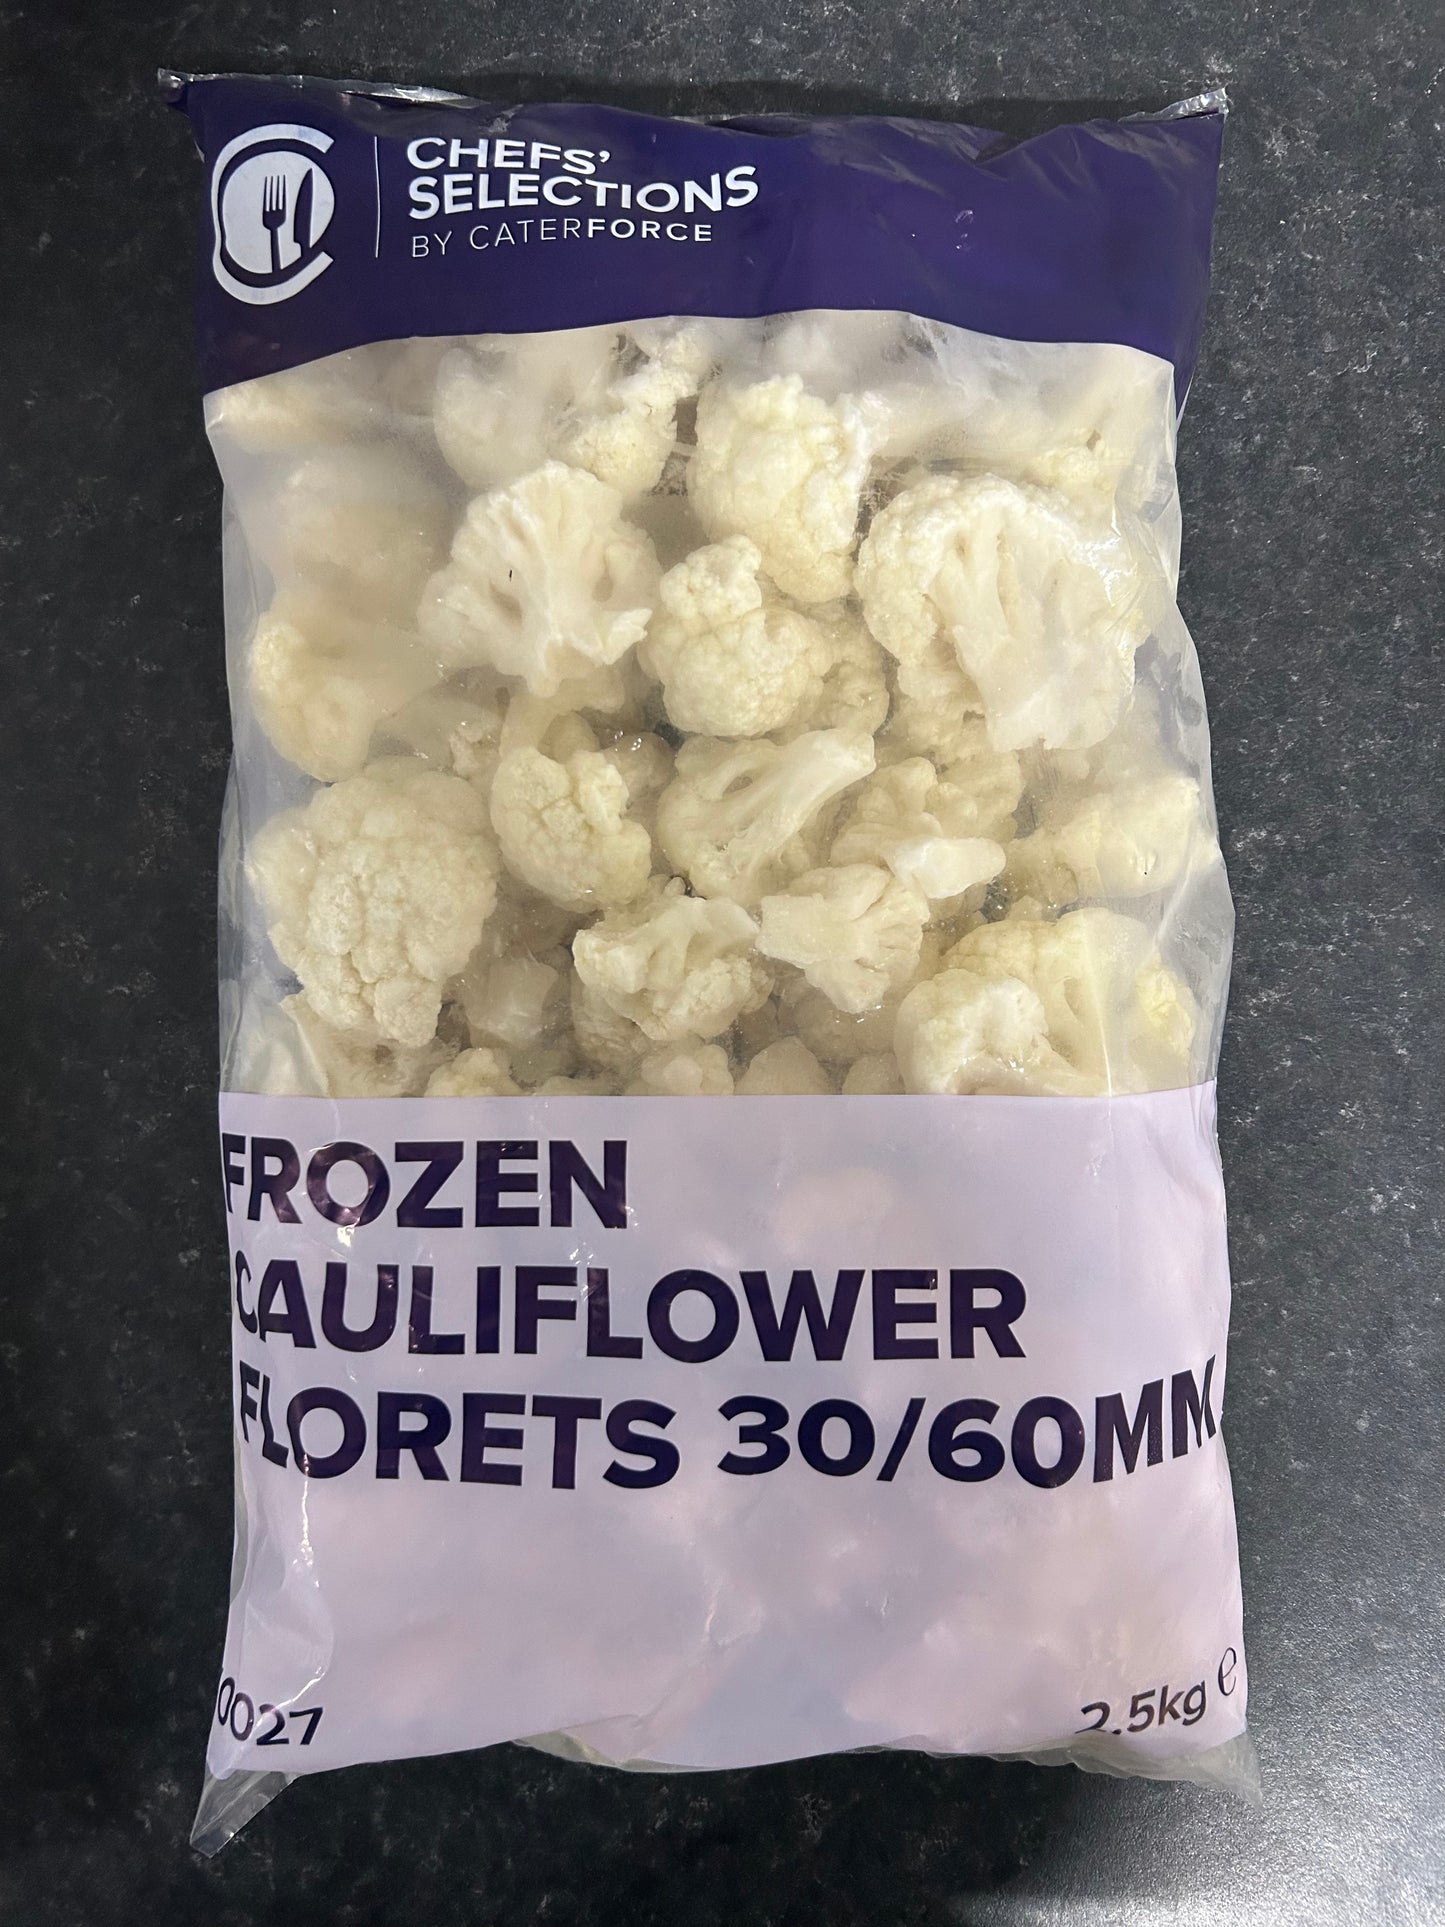 CHEFS'
SELECTIONS
BY CATERFORCE
FROZEN
CAULIFLOWER
FLORETS 30/60MM
0027
2.5kg ℮